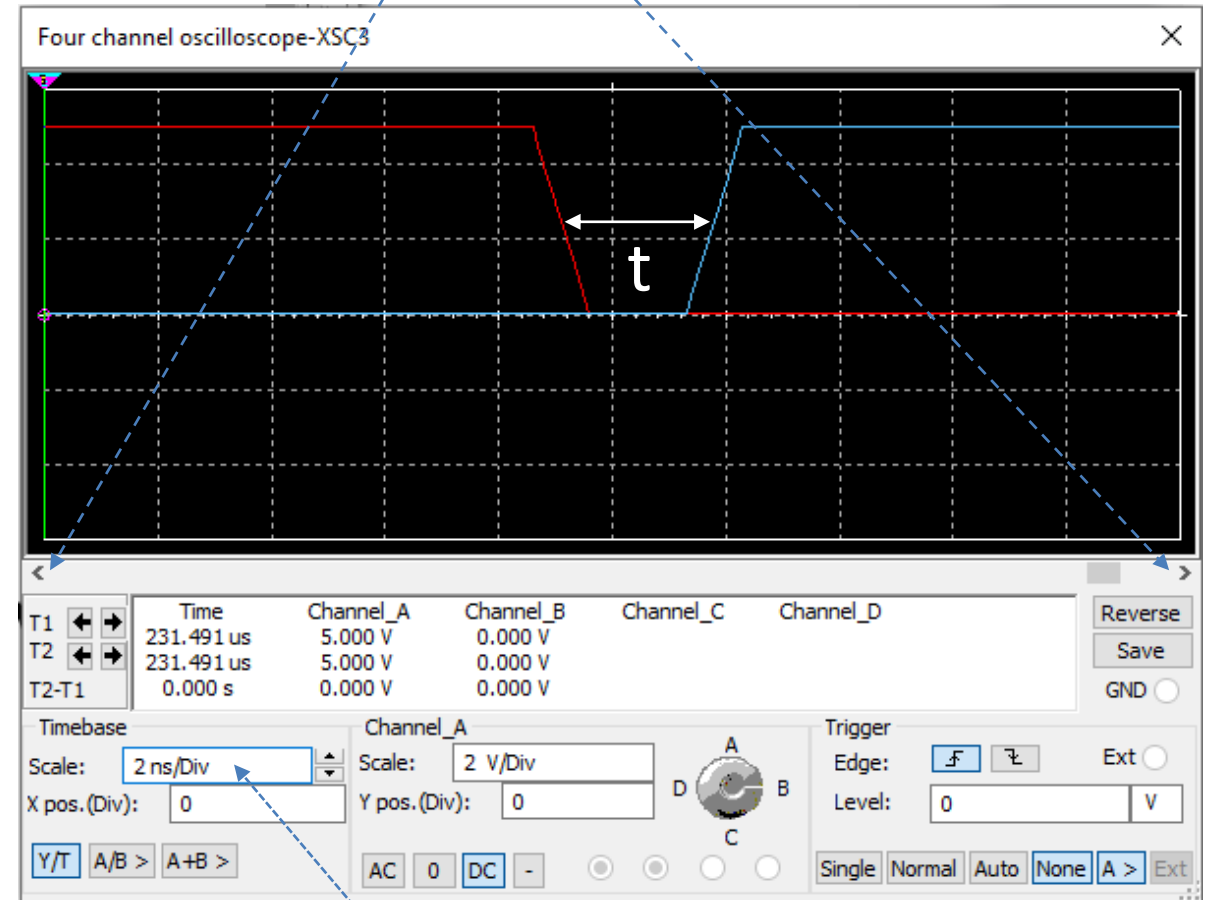 Four channel oscilloscope-XSC3
t
Time Channel_A Channel_B Channel_C Channel_D
T1 231.491 us 5.000 V 0.000 V
T2 231.491 us 5.000 V 0.000 V
T2-T1 0.000 s 0.000 V 0.000 V
Reverse
Save
GND
Timebase
Scale: 2 ns/Div
X pos.(Div): 0
Y/T A/B > A+B >
Channel_A
Scale: 2 V/Div
Y pos.(Div): 0
AC 0 DC -
A
D B
C
Trigger
Edge: Ext
Level: 0 V
Single Normal Auto None A > Ext